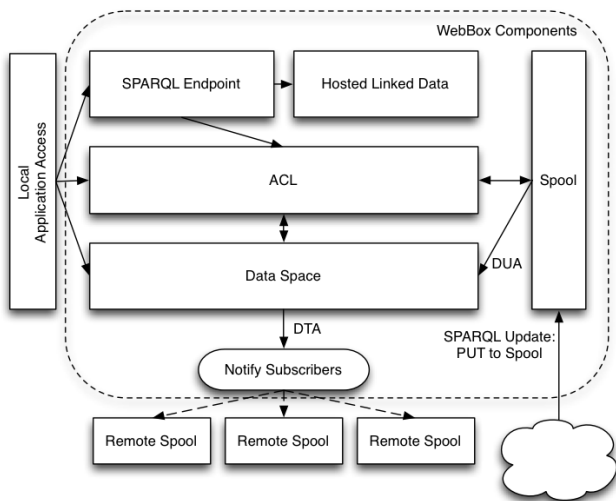 WebBox Components
SPARQL Endpoint
Hosted Linked Data
Local
Application Access
ACL
Spool
Data Space
DUA
DTA
SPARQL Update:
PUT to Spool
Notify Subscribers
Remote Spool
Remote Spool
Remote Spool